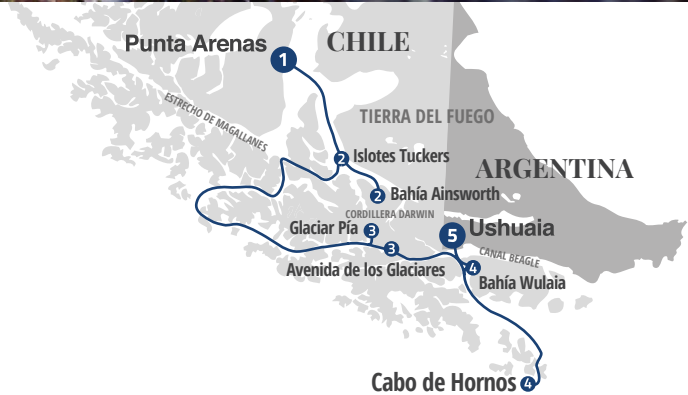 Punta Arenas
CHILE
1
ESTRECHO DE MAGALLANES
TIERRA DEL FUEGO
2 Islotes Tuckers
ARGENTINA
2 Bahía Ainsworth
CORDILLERA DARWIN
Glaciar Pía 3
5 Ushuaia
3
CANAL BEAGLE
Avenida de los Glaciares
4
Bahía Wulaia
Cabo de Hornos 4